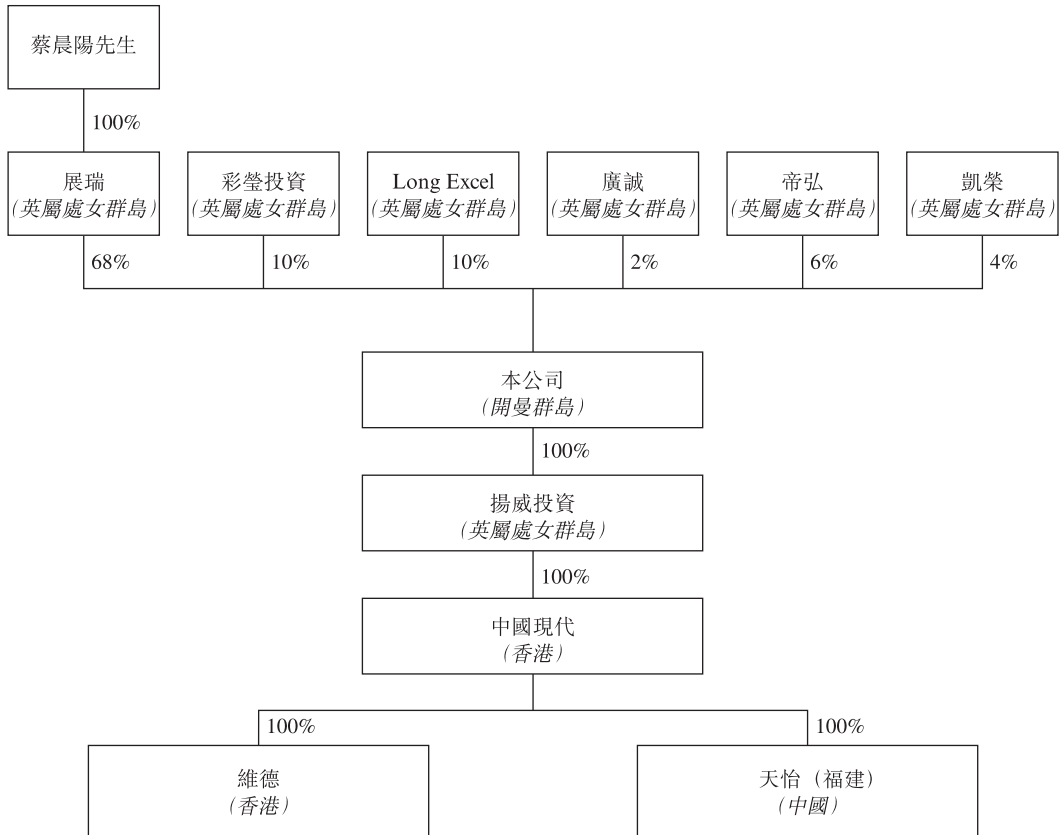 蔡晨陽先生
100%
展瑞
(英屬處女群島)
彩瑩投資
(英屬處女群島)
Long Excel
(英屬處女群島)
廣誠
(英屬處女群島)
帝弘
(英屬處女群島)
凱榮
(英屬處女群島)
68%
10%
10%
2%
6%
4%
本公司
(開曼群島)
100%
揚威投資
(英屬處女群島)
100%
中國現代
(香港)
100%
100%
維德
(香港)
天怡（福建）
(中國)